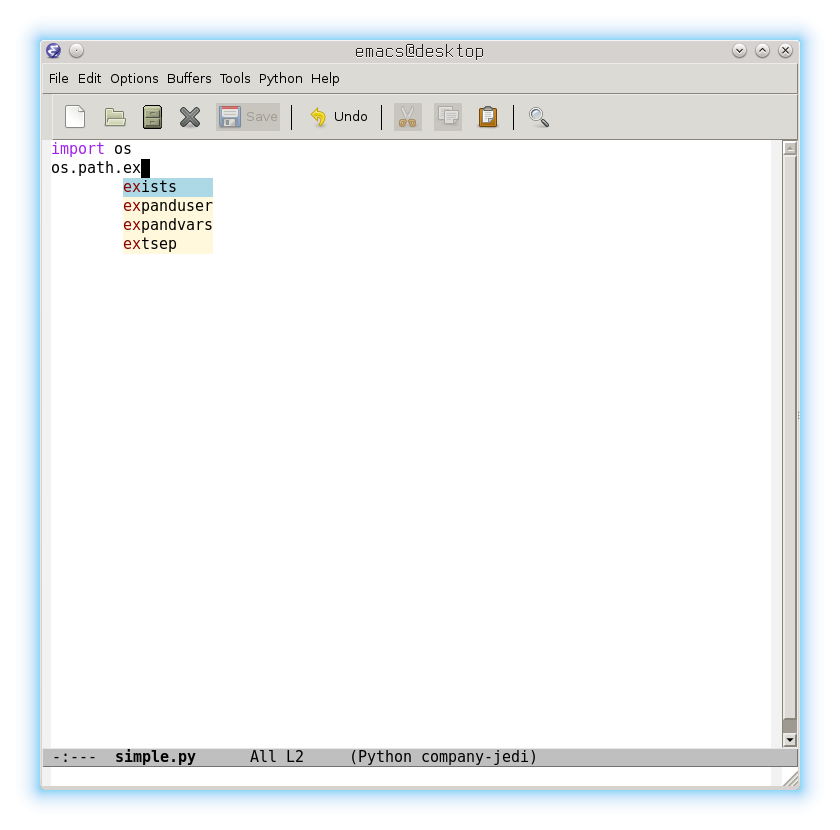 emacs@desktop
File Edit Options Buffers Tools Python Help
Save Undo
import os
os.path.ex
exists
expanduser
expandvars
extsep
-:---  simple.py      All L2     (Python company-jedi)